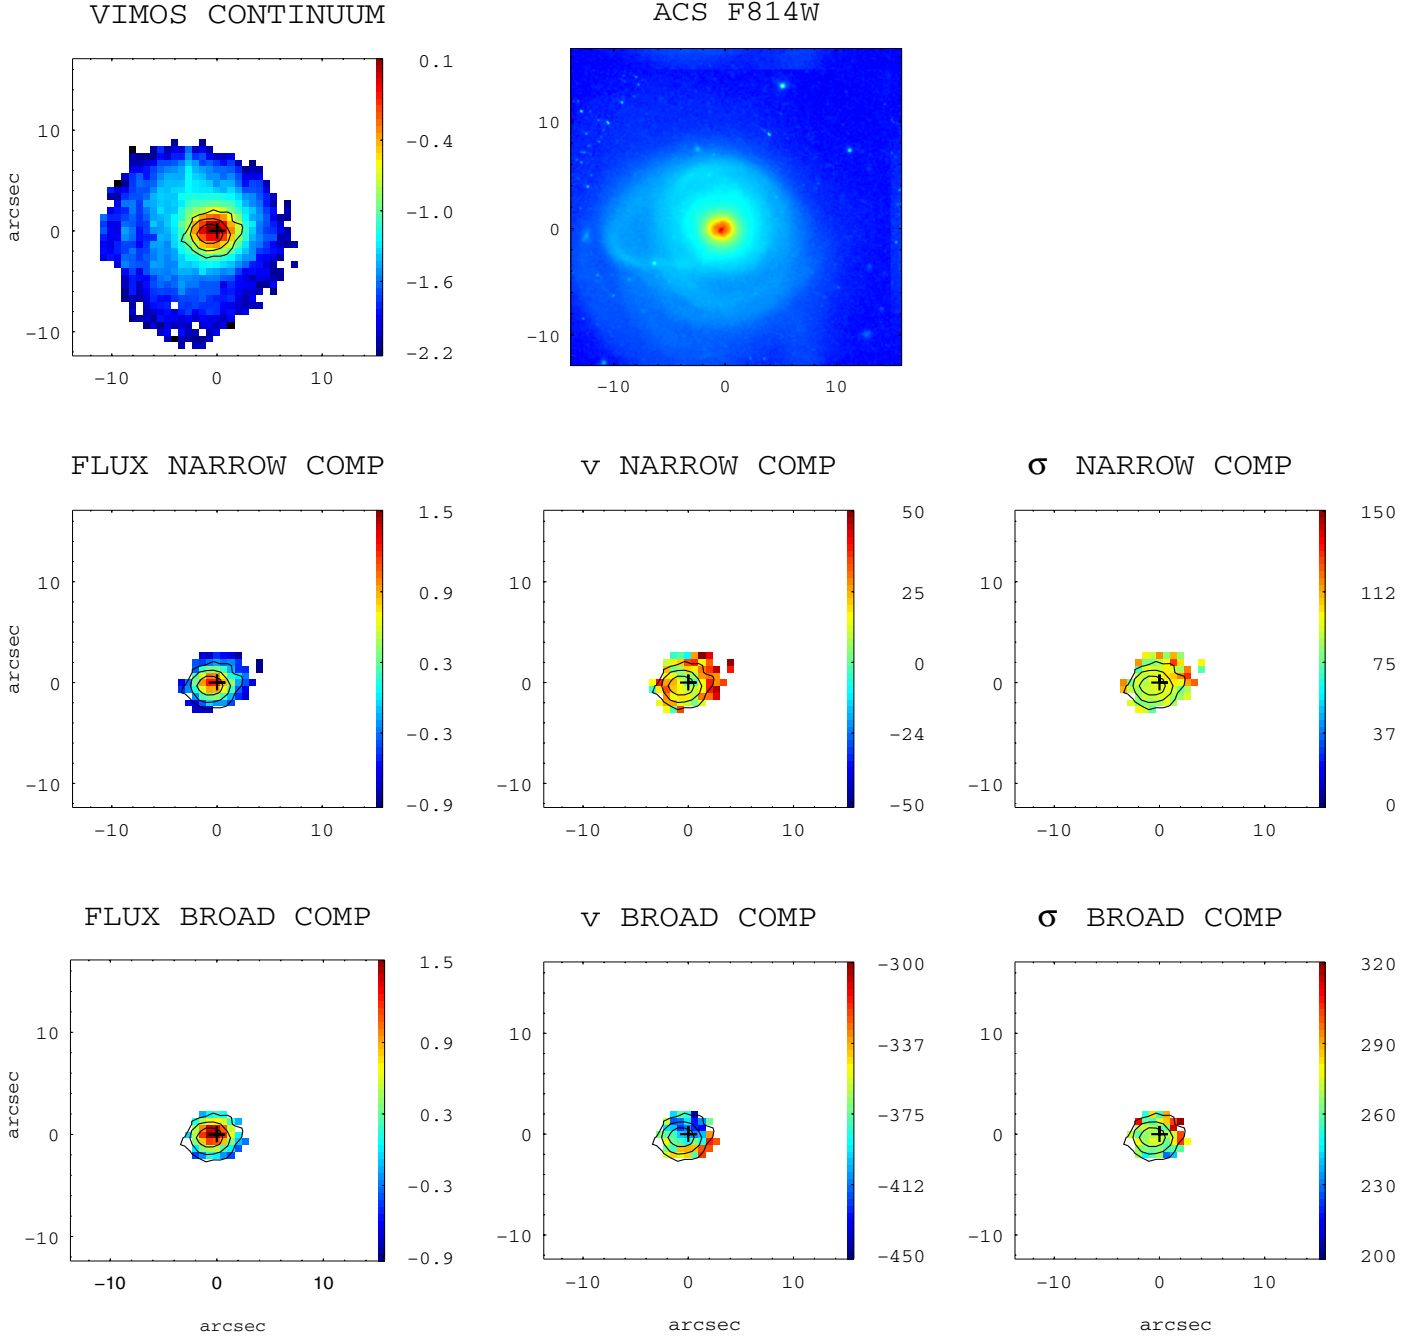 VIMOS CONTINUUM
ACS F814W
0.1
-0.4
-1.0
-1.6
-2.2
10
0
-10
arcsec
-10 0 10
10
0
-10
-10 0 10
FLUX NARROW COMP
v NARROW COMP
σ NARROW COMP
1.5
0.9
0.3
-0.3
-0.9
10
0
-10
arcsec
-10 0 10
50
25
0
-24
-50
10
0
-10
-10 0 10
150
112
75
37
0
10
0
-10
-10 0 10
FLUX BROAD COMP
v BROAD COMP
σ BROAD COMP
1.5
0.9
0.3
-0.3
-0.9
10
0
-10
arcsec
-10 0 10
arcsec
-300
-337
-375
-412
-450
10
0
-10
-10 0 10
arcsec
320
290
260
230
200
10
0
-10
-10 0 10
arcsec